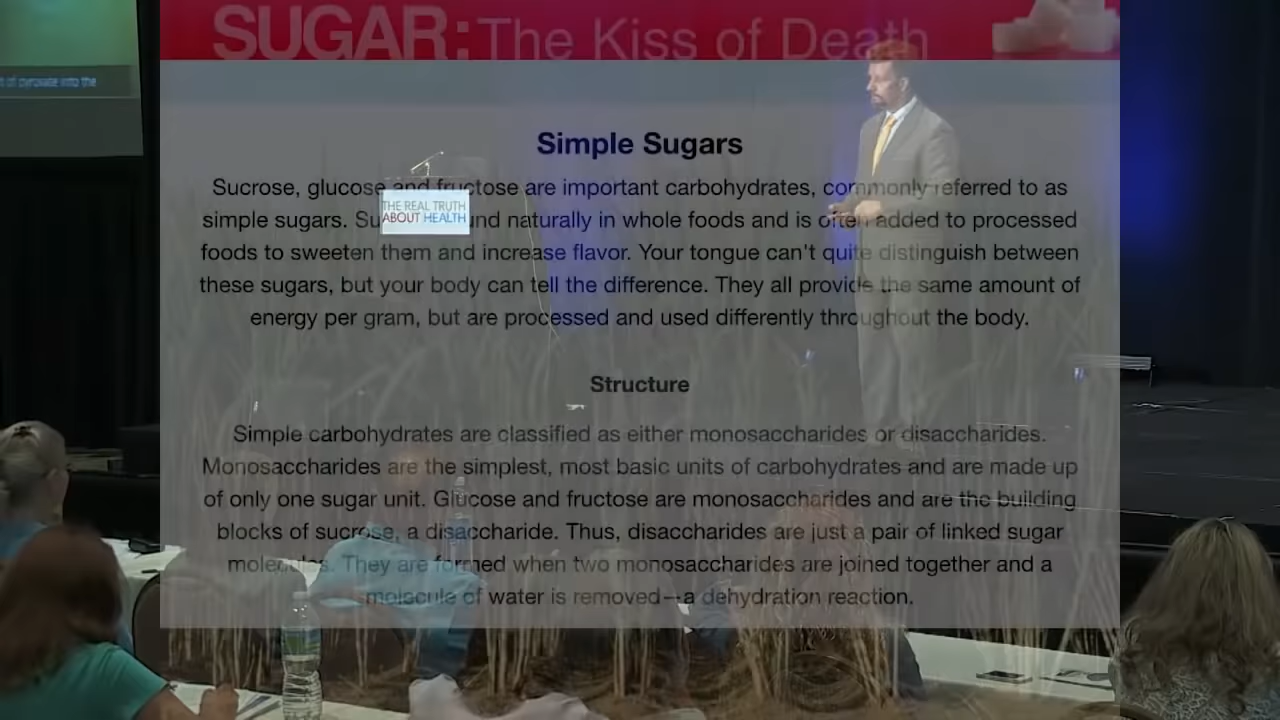 SUGAR: The Kiss of Death
t of pyruvate into the
Simple Sugars
Sucrose, glucose and fructose are important carbohydrates, commonly referred to as
simple sugars. Su nd naturally in whole foods and is often added to processed
foods to sweeten them and increase flavor. Your tongue can't quite distinguish between
these sugars, but your body can tell the difference. They all provide the same amount of
energy per gram, but are processed and used differently throughout the body.
THE REAL TRUTH
ABOUT HEALTH
Structure
Simple carbohydrates are classified as either monosaccharides or disaccharides.
Monosaccharides are the simplest, most basic units of carbohydrates and are made up
of only one sugar unit. Glucose and fructose are monosaccharides and are the building
blocks of sucrose, a disaccharide. Thus, disaccharides are just a pair of linked sugar
molecules. They are formed when two monosaccharides are joined together and a
molecule of water is removed—a dehydration reaction.